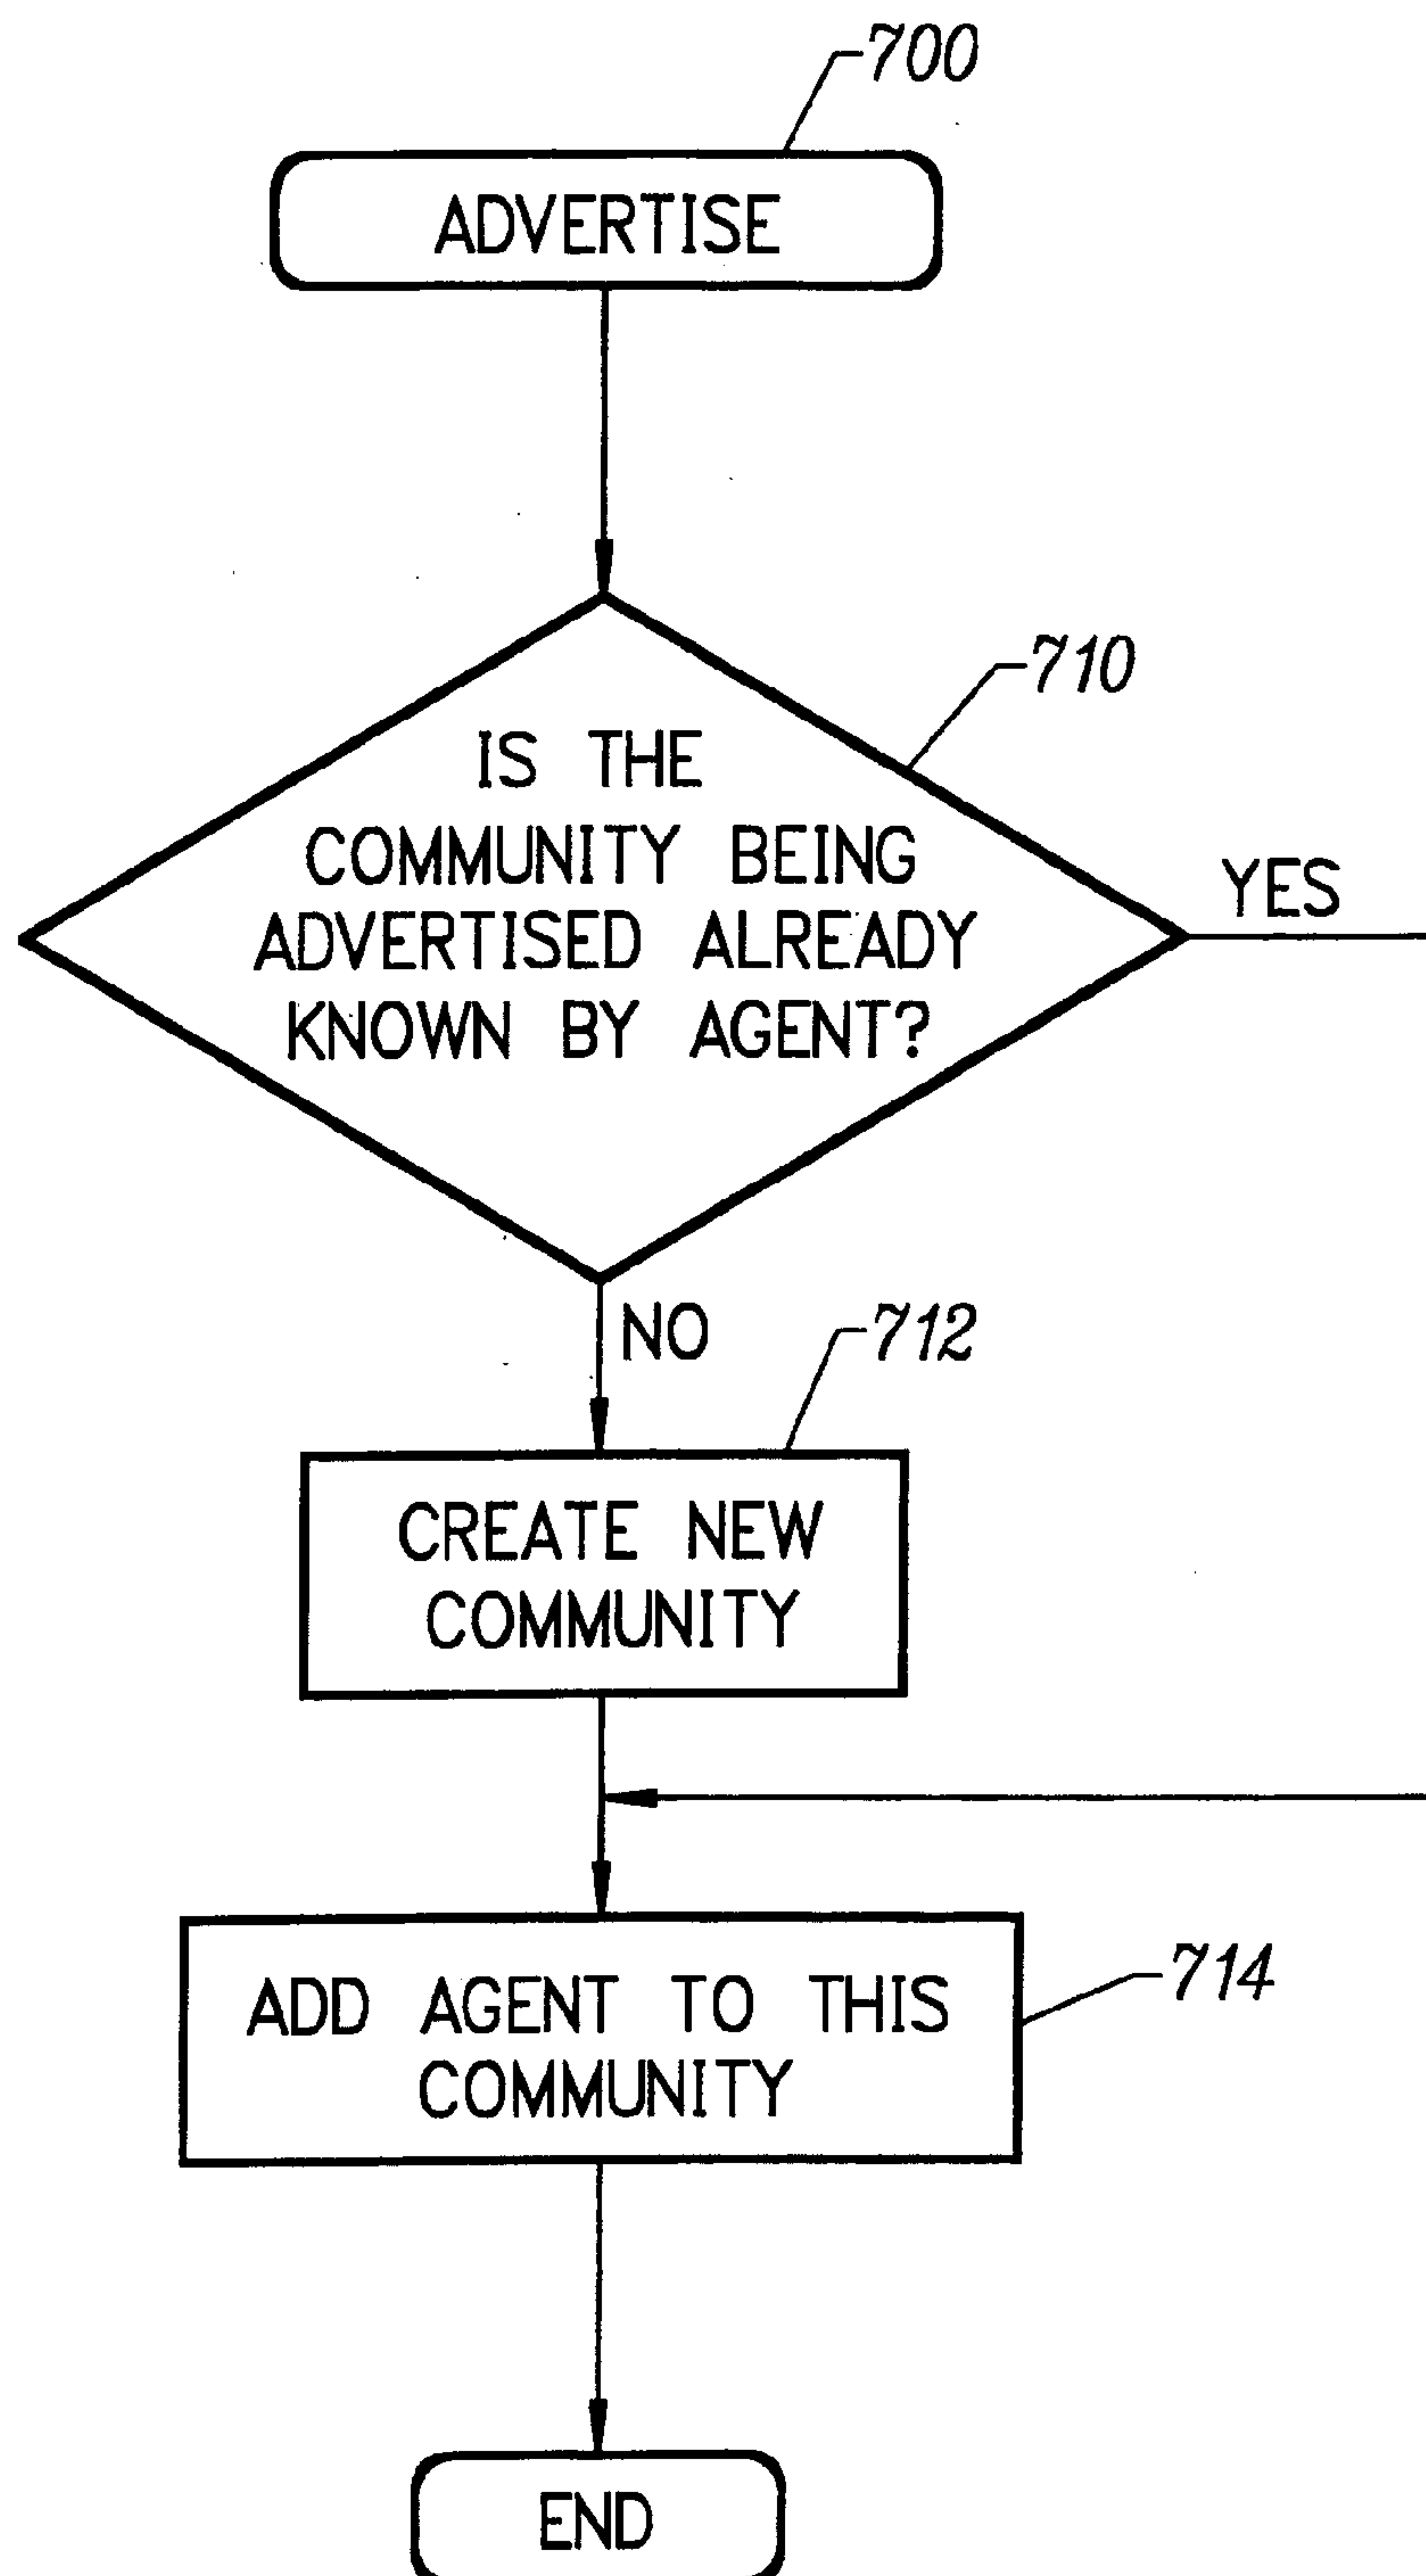 700
ADVERTISE
710
IS THE
COMMUNITY BEING
ADVERTISED ALREADY
KNOWN BY AGENT?
YES
NO
712
CREATE NEW
COMMUNITY
714
ADD AGENT TO THIS
COMMUNITY
END